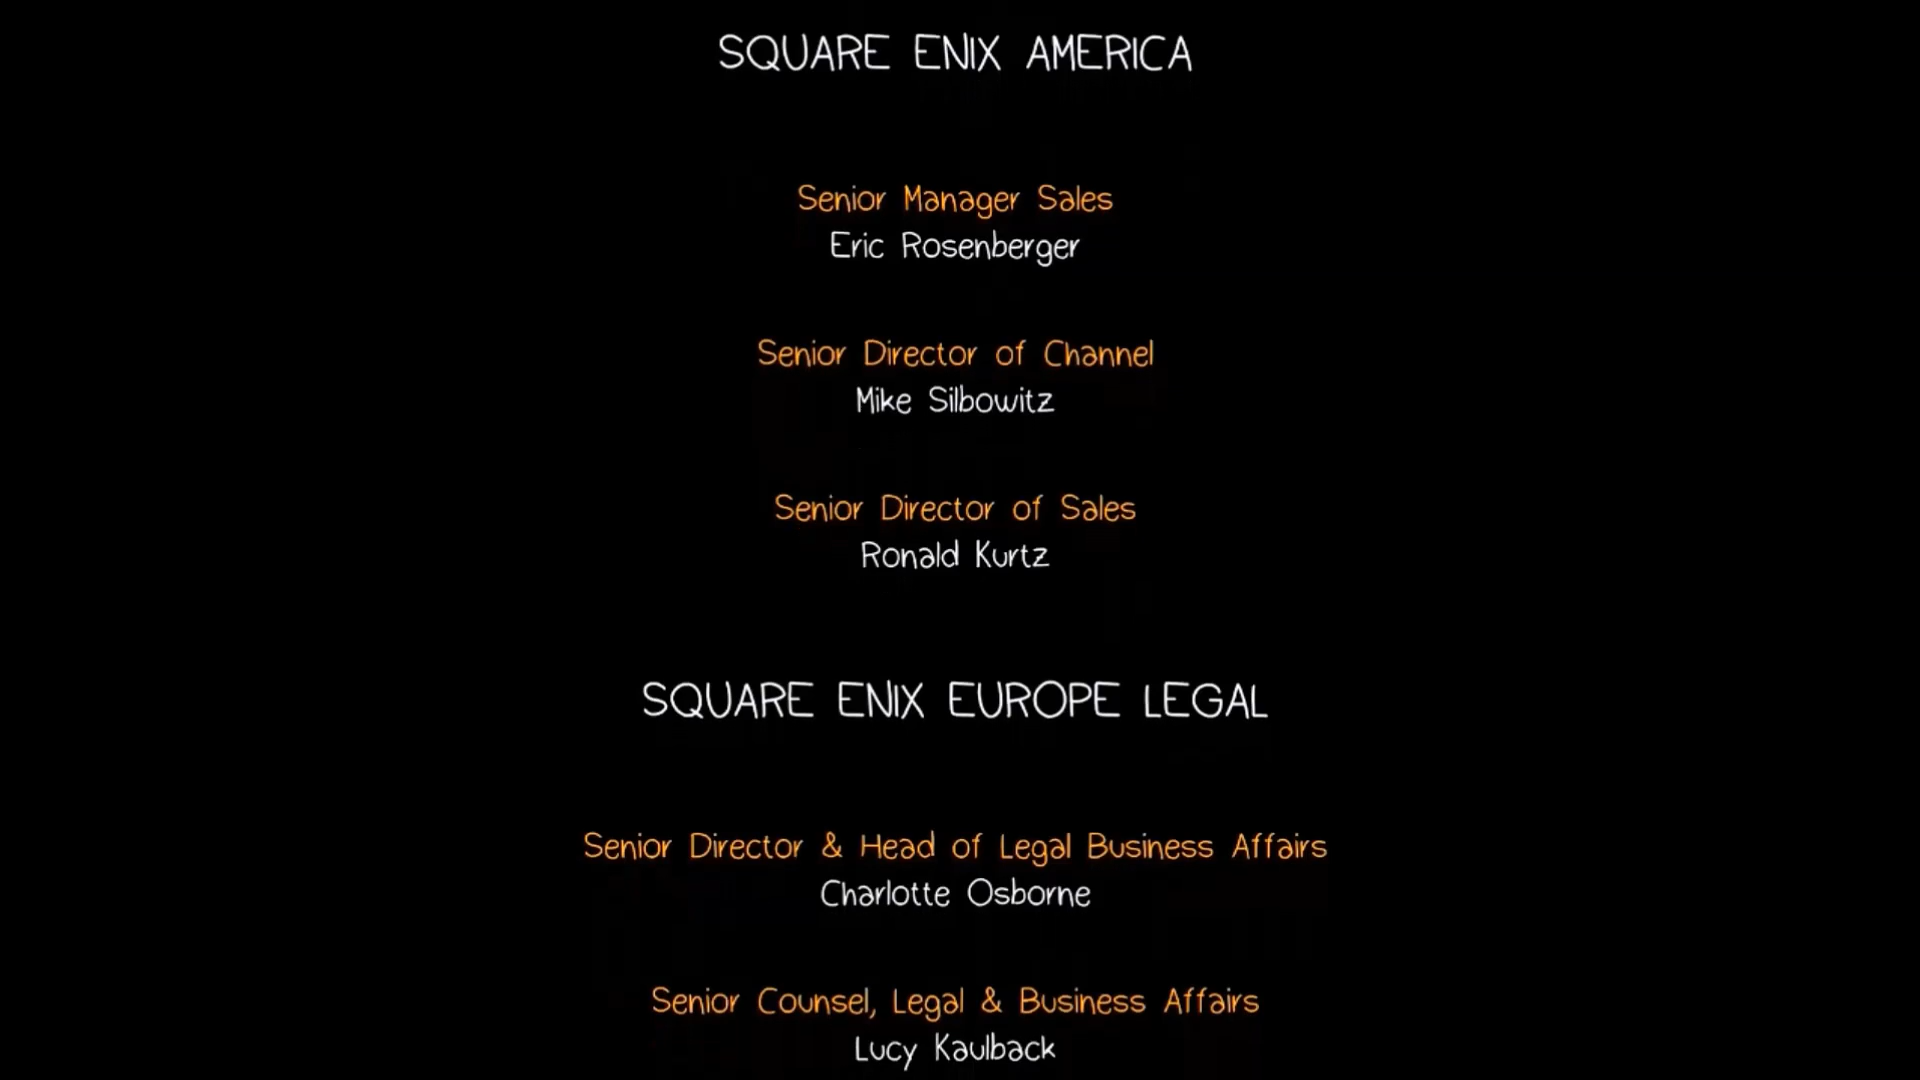 SQUARE ENIX AMERICA
Senior Manager Sales
Eric Rosenberger
Senior Director of Channel
Mike Silbowitz
Senior Director of Sales
Ronald Kurtz
SQUARE ENIX EUROPE LEGAL
Senior Director & Head of Legal Business Affairs
Charlotte Osborne
Senior Counsel, Legal & Business Affairs
Lucy Kaulback